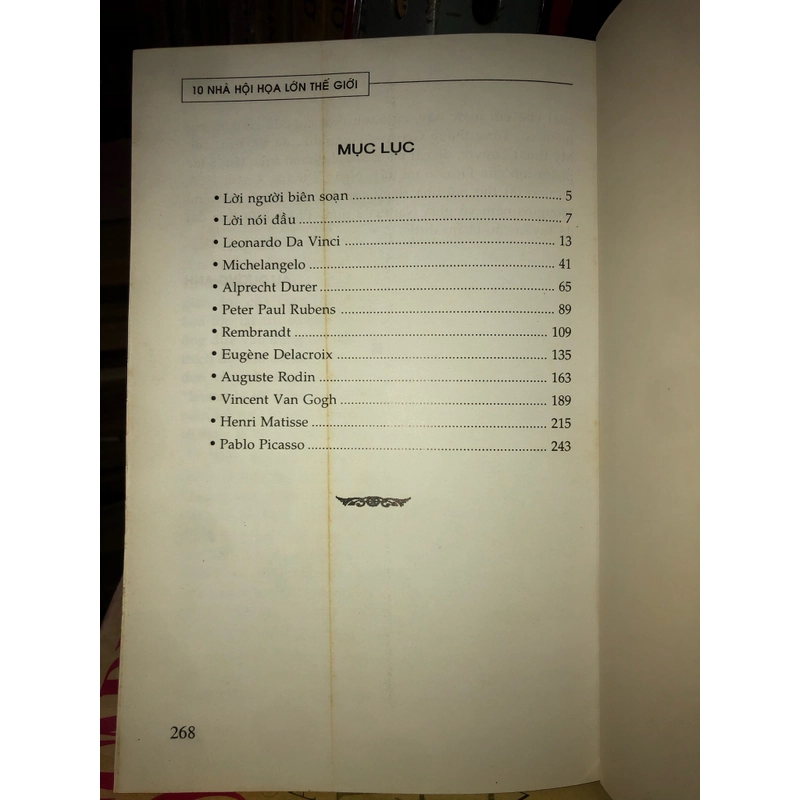 10 NHÀ HỘI HỌA LỚN THẾ GIỚI
MỤC LỤC
• Lời người biên soạn ........ 5
• Lời nói đầu ........ 7
• Leonardo Da Vinci ........ 13
• Michelangelo ........ 41
• Alprecht Durer ........ 65
• Peter Paul Rubens ........ 89
• Rembrandt ........ 109
• Eugène Delacroix ........ 135
• Auguste Rodin ........ 163
• Vincent Van Gogh ........ 189
• Henri Matisse ........ 215
• Pablo Picasso ........ 243
268